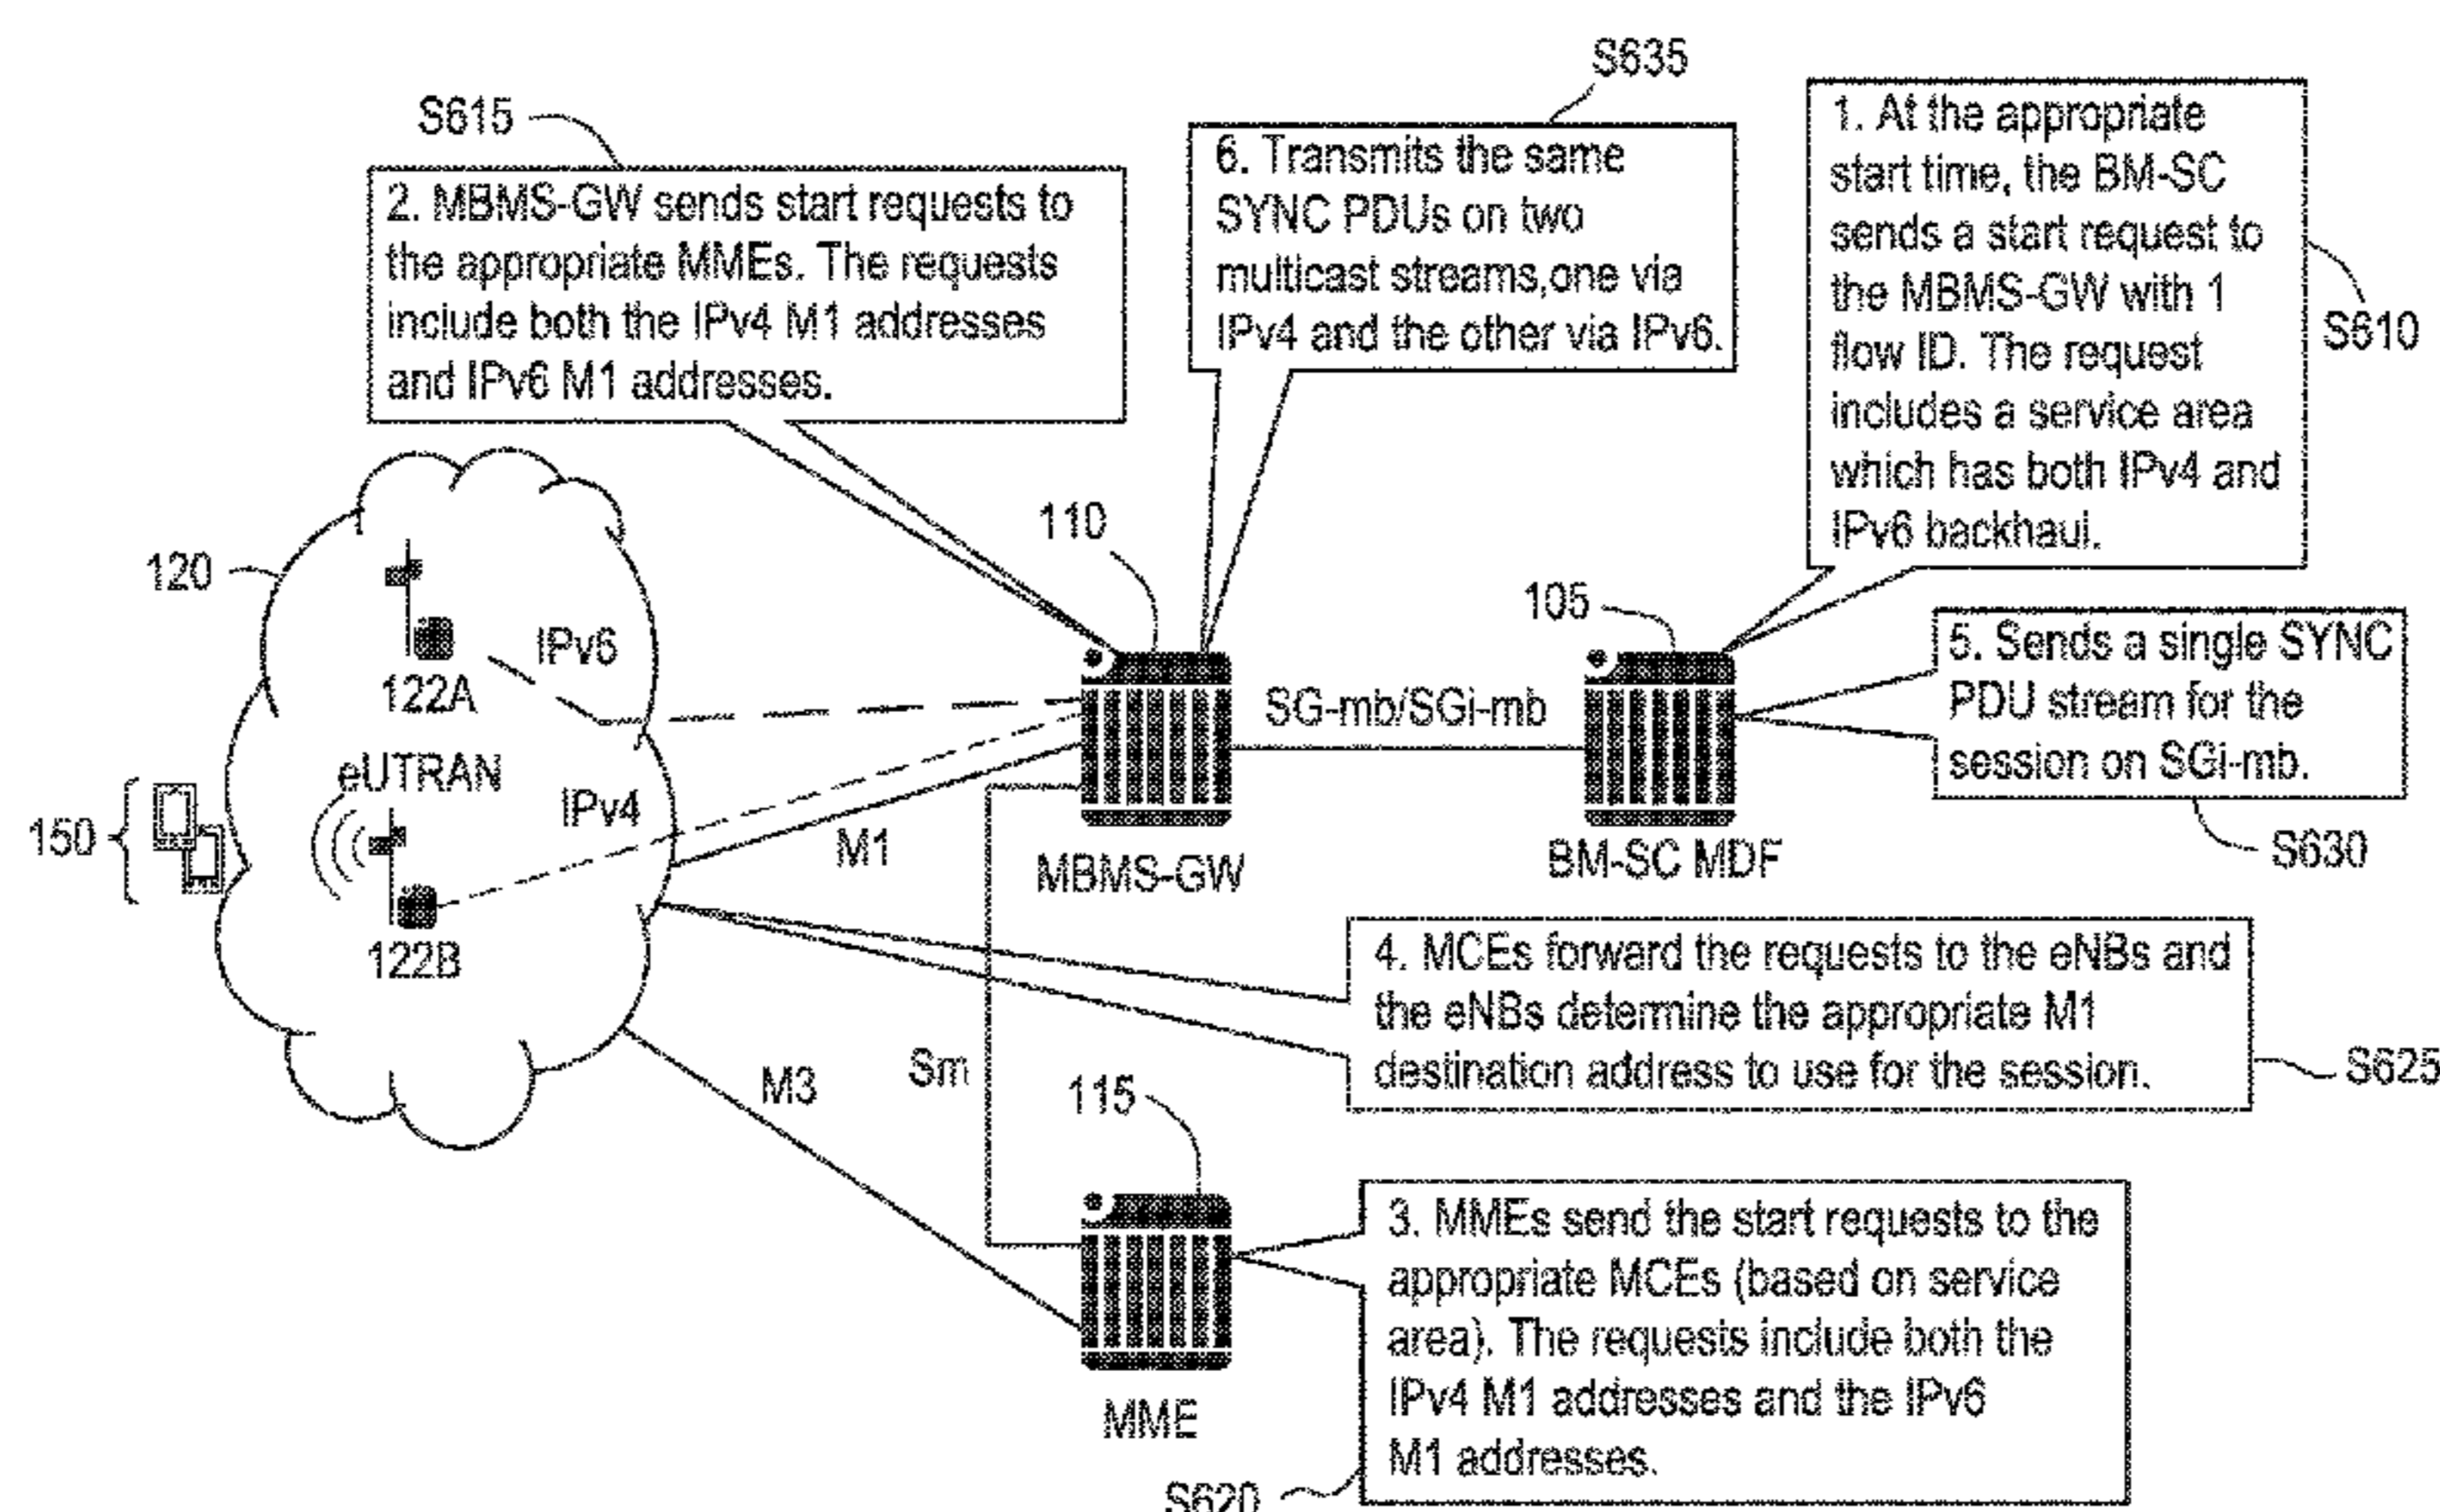 S635
S615
1. At the appropriate
start time, the BM-SC
sends a start request to
the MBMS-GW with 1
flow ID. The request
includes a service area
which has both IPv4 and
IPv6 backhaul.
S610
6. Transmits the same
SYNC PDUs on two
multicast streams,one via
IPv4 and the other via IPv6.
2. MBMS-GW sends start requests to
the appropriate MMEs. The requests
include both the IPv4 M1 addresses
and IPv6 M1 addresses.
110
120
105
IPv6
122A
5. Sends a single SYNC
PDU stream for the
session on SGi-mb.
SG-mb/SGi-mb
eUTRAN
IPv4
150
M1
MBMS-GW
BM-SC MDF
S630
122B
4. MCEs forward the requests to the eNBs and
the eNBs determine the appropriate M1
destination address to use for the session.
S625
Sm
M3
115
3. MMEs send the start requests to the
appropriate MCEs (based on service
area). The requests include both the
IPv4 M1 addresses and the IPv6
M1 addresses.
MME
S620